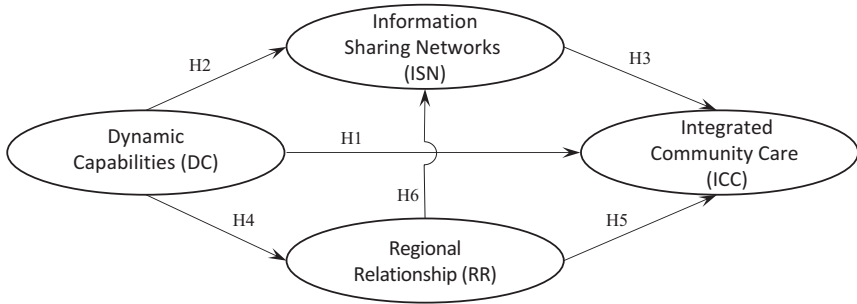 Information
Sharing Networks
(ISN)
H2
H3
Dynamic
Capabilities (DC)
H1
Integrated
Community Care
(ICC)
H4
H6
H5
Regional
Relationship (RR)